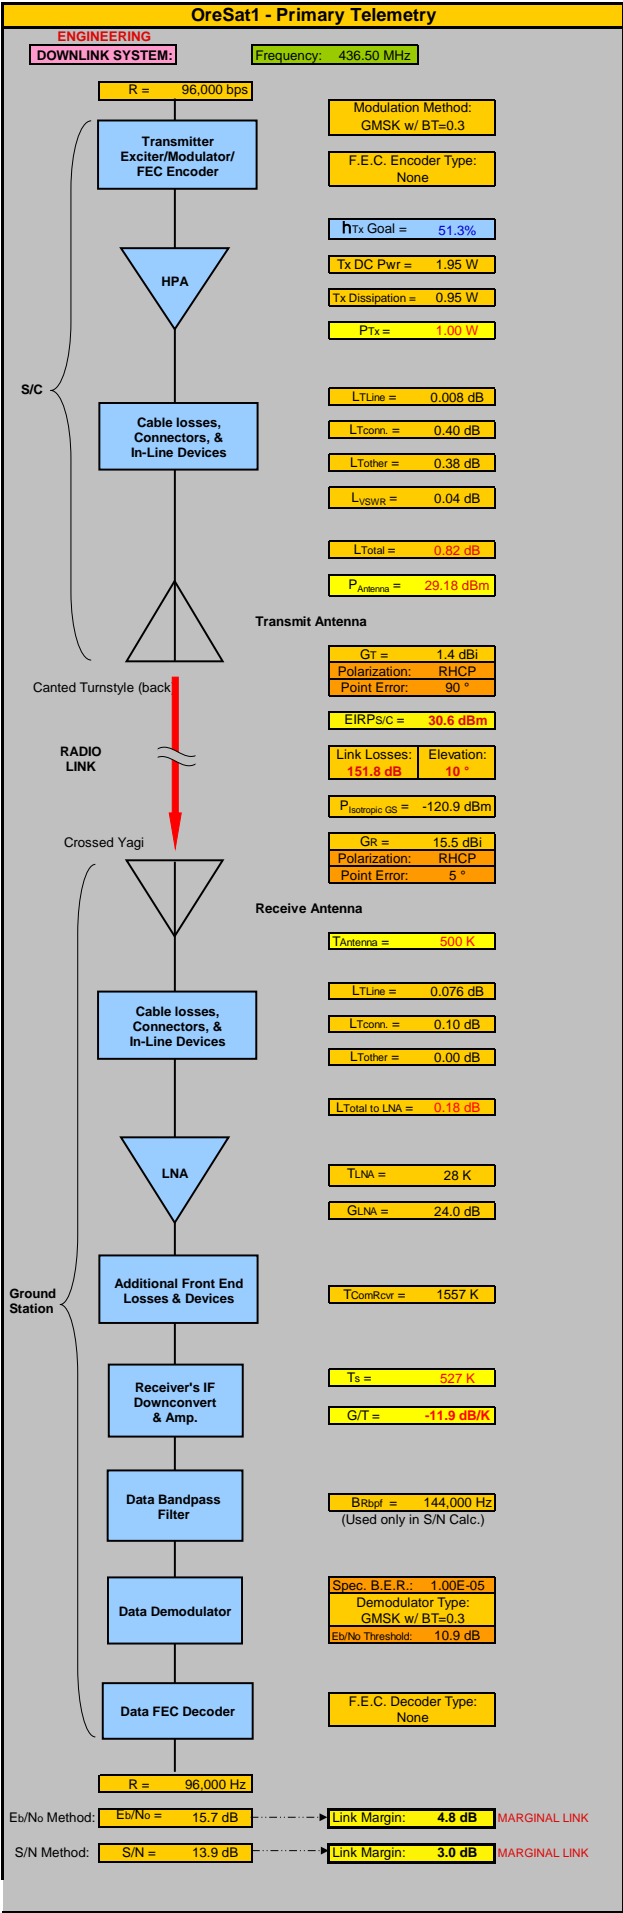 OreSat1 - Primary Telemetry
ENGINEERING
DOWNLINK SYSTEM:
Frequency: 436.50 MHz
R = 96,000 bps
Modulation Method:
GMSK w/ BT=0.3
Transmitter
Exciter/Modulator/
FEC Encoder
F.E.C. Encoder Type:
None
hTx Goal = 51.3%
HPA
Tx DC Pwr = 1.95 W
Tx Dissipation = 0.95 W
PTx = 1.00 W
S/C
LTLine = 0.008 dB
Cable losses,
Connectors, &
In-Line Devices
LTconn. = 0.40 dB
LTother = 0.38 dB
LVSWR = 0.04 dB
LTotal = 0.82 dB
PAntenna = 29.18 dBm
Transmit Antenna
GT = 1.4 dBi
Polarization: RHCP
Point Error: 90 °
Canted Turnstyle (back
EIRPS/C = 30.6 dBm
RADIO
LINK
Link Losses: Elevation:
151.8 dB 10 °
PIsotropic GS = -120.9 dBm
Crossed Yagi
GR = 15.5 dBi
Polarization: RHCP
Point Error: 5 °
Receive Antenna
TAntenna = 500 K
LTLine = 0.076 dB
Cable losses,
Connectors, &
In-Line Devices
LTconn. = 0.10 dB
LTother = 0.00 dB
LTotal to LNA = 0.18 dB
LNA
TLNA = 28 K
GLNA = 24.0 dB
Ground
Station
Additional Front End
Losses & Devices
TComRcvr = 1557 K
Receiver's IF
Downconvert
& Amp.
Ts = 527 K
G/T = -11.9 dB/K
Data Bandpass
Filter
BRbpf = 144,000 Hz
(Used only in S/N Calc.)
Data Demodulator
Spec. B.E.R.: 1.00E-05
Demodulator Type:
GMSK w/ BT=0.3
Eb/No Threshold: 10.9 dB
Data FEC Decoder
F.E.C. Decoder Type:
None
R = 96,000 Hz
Eb/No Method: Eb/No = 15.7 dB Link Margin: 4.8 dB MARGINAL LINK
S/N Method: S/N = 13.9 dB Link Margin: 3.0 dB MARGINAL LINK